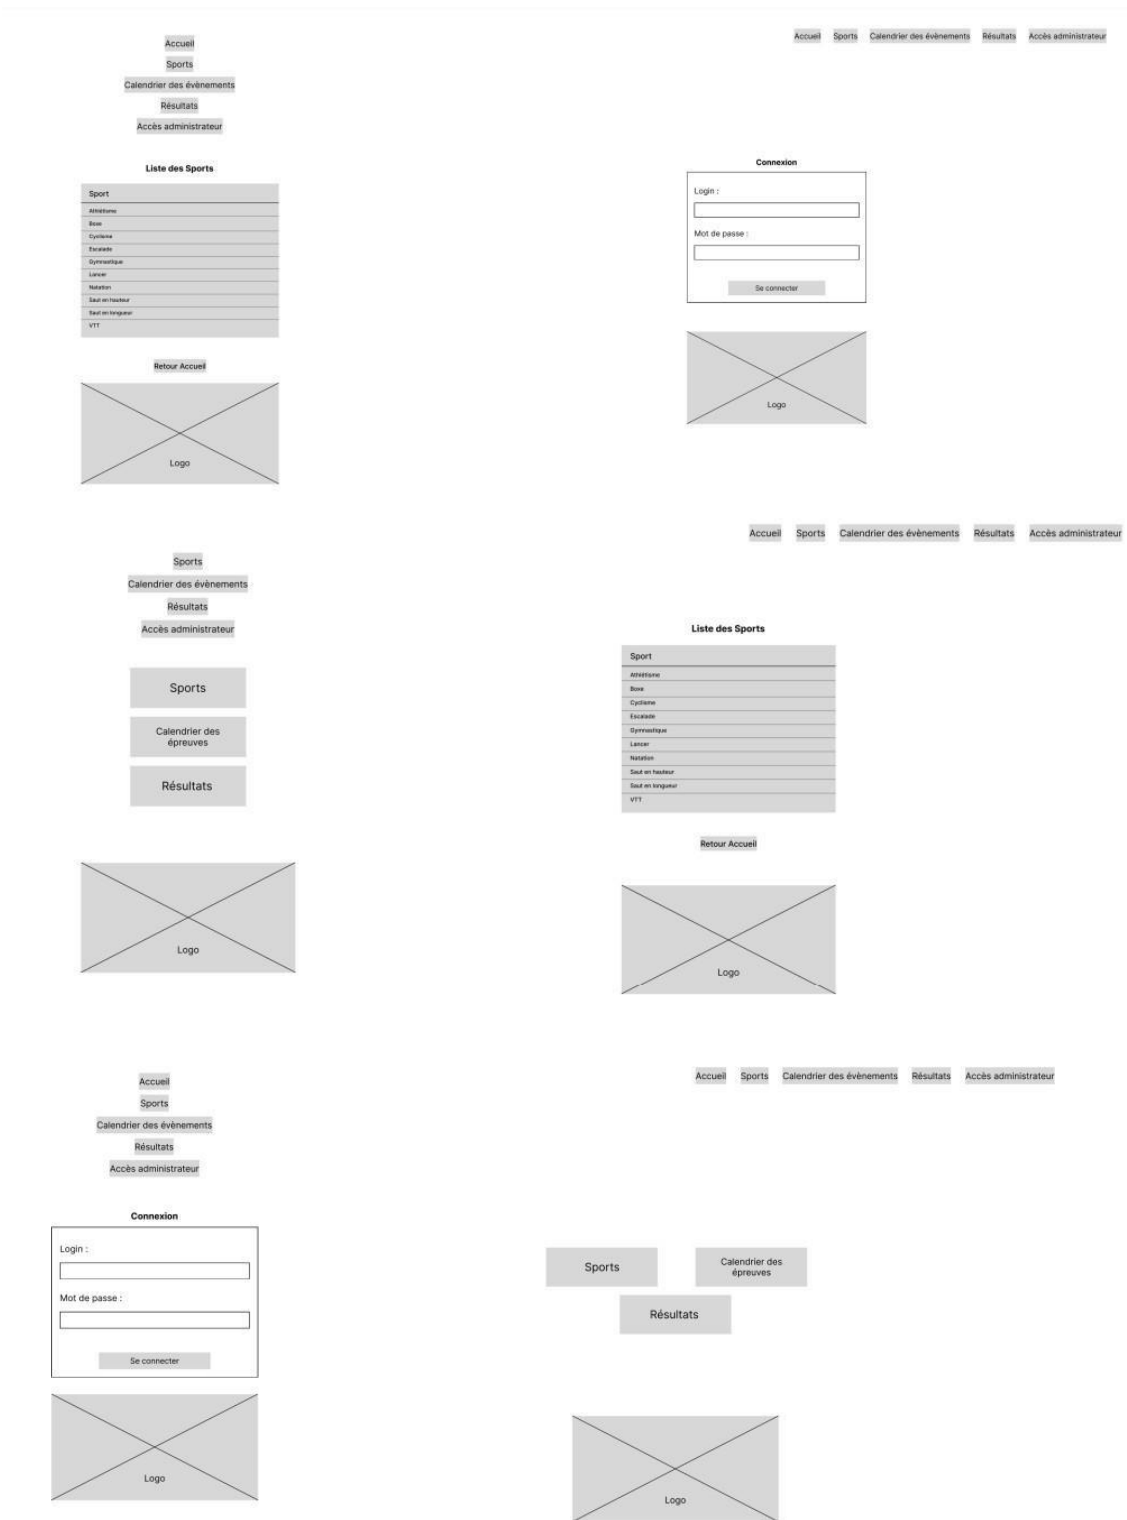 Accueil
Sports
Calendrier des évènements
Résultats
Accès administrateur
Liste des Sports
Sport
Athlétisme
Boxe
Cyclisme
Escalade
Gymnastique
Lancer
Natation
Saut en hauteur
Saut en longueur
VTT
Retour Accueil
Logo
Accueil Sports Calendrier des évènements Résultats Accès administrateur
Connexion
Login :
Mot de passe :
Se connecter
Logo
Sports
Calendrier des évènements
Résultats
Accès administrateur
Sports
Calendrier des
épreuves
Résultats
Logo
Accueil Sports Calendrier des évènements Résultats Accès administrateur
Liste des Sports
Sport
Athlétisme
Boxe
Cyclisme
Escalade
Gymnastique
Lancer
Natation
Saut en hauteur
Saut en longueur
VTT
Retour Accueil
Logo
Accueil
Sports
Calendrier des évènements
Résultats
Accès administrateur
Connexion
Login :
Mot de passe :
Se connecter
Logo
Accueil Sports Calendrier des évènements Résultats Accès administrateur
Sports
Calendrier des
épreuves
Résultats
Logo